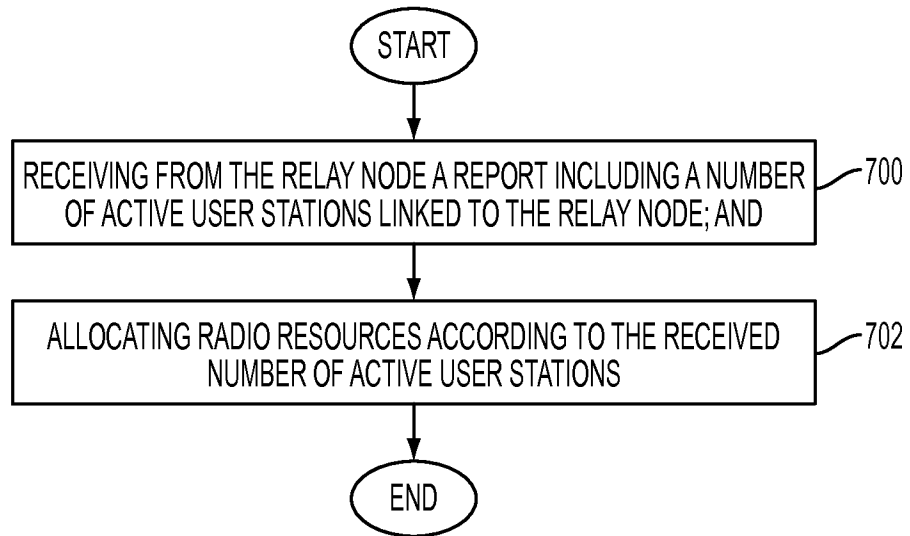 START
RECEIVING FROM THE RELAY NODE A REPORT INCLUDING A NUMBER
OF ACTIVE USER STATIONS LINKED TO THE RELAY NODE; AND
700
ALLOCATING RADIO RESOURCES ACCORDING TO THE RECEIVED
NUMBER OF ACTIVE USER STATIONS
702
END